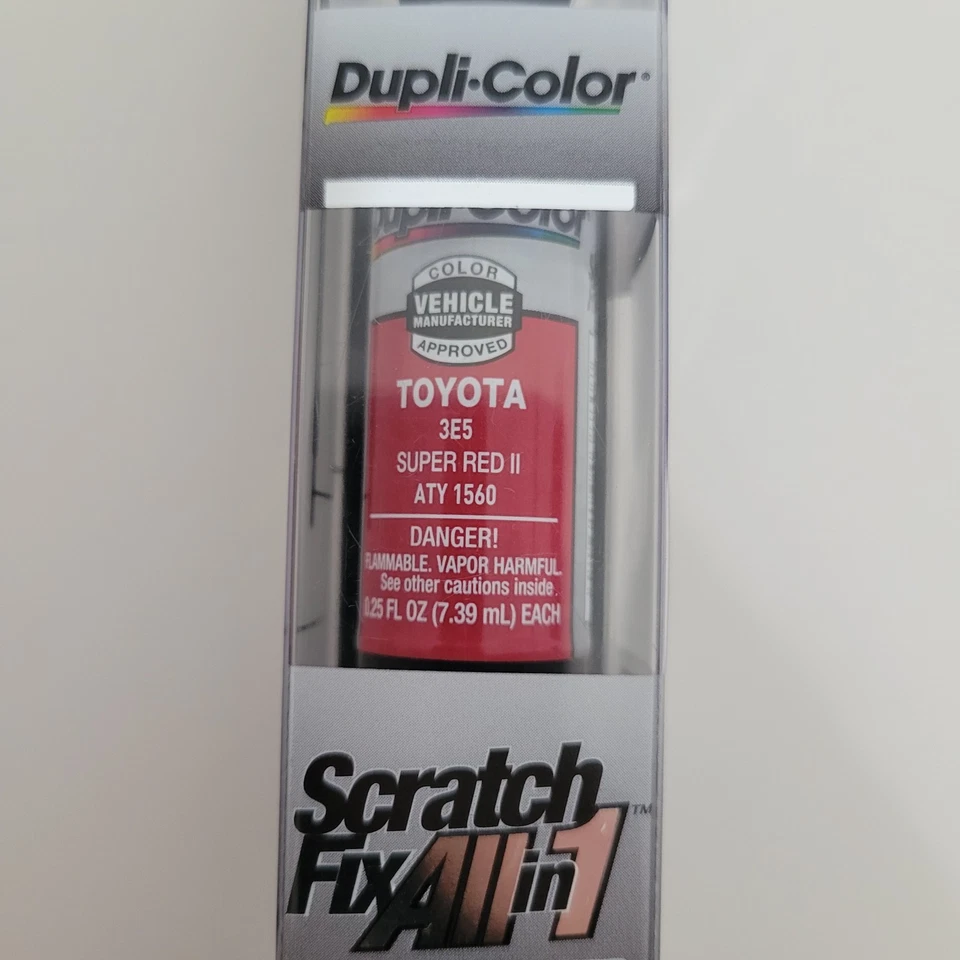 Dupli-Color®
Dupli-Color
COLOR
VEHICLE
MANUFACTURER
APPROVED
TOYOTA
3E5
SUPER RED II
ATY 1560
DANGER!
FLAMMABLE. VAPOR HARMFUL.
See other cautions inside
0.25 FL OZ (7.39 mL) EACH
Scratch
Fix All in 1™